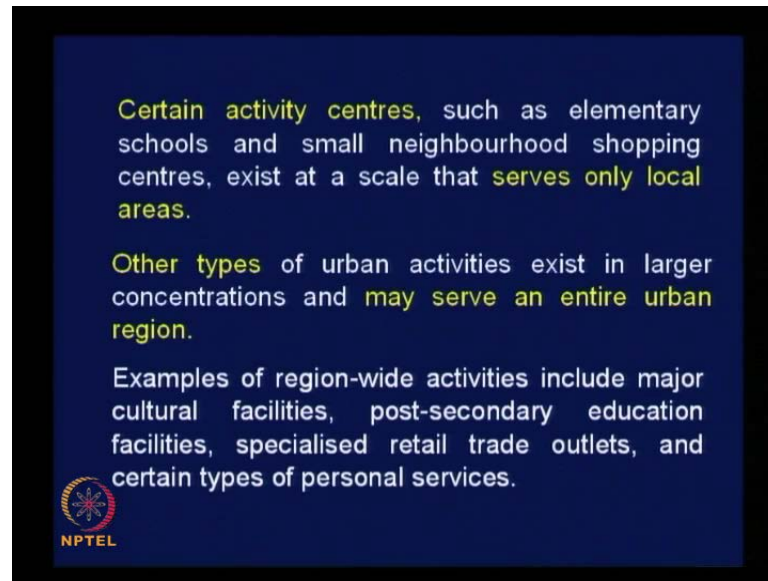 Certain activity centres, such as elementary
schools and small neighbourhood shopping
centres, exist at a scale that serves only local
areas.
Other types of urban activities exist in larger
concentrations and may serve an entire urban
region.
Examples of region-wide activities include major
cultural facilities, post-secondary education
facilities, specialised retail trade outlets, and
certain types of personal services.
NPTEL